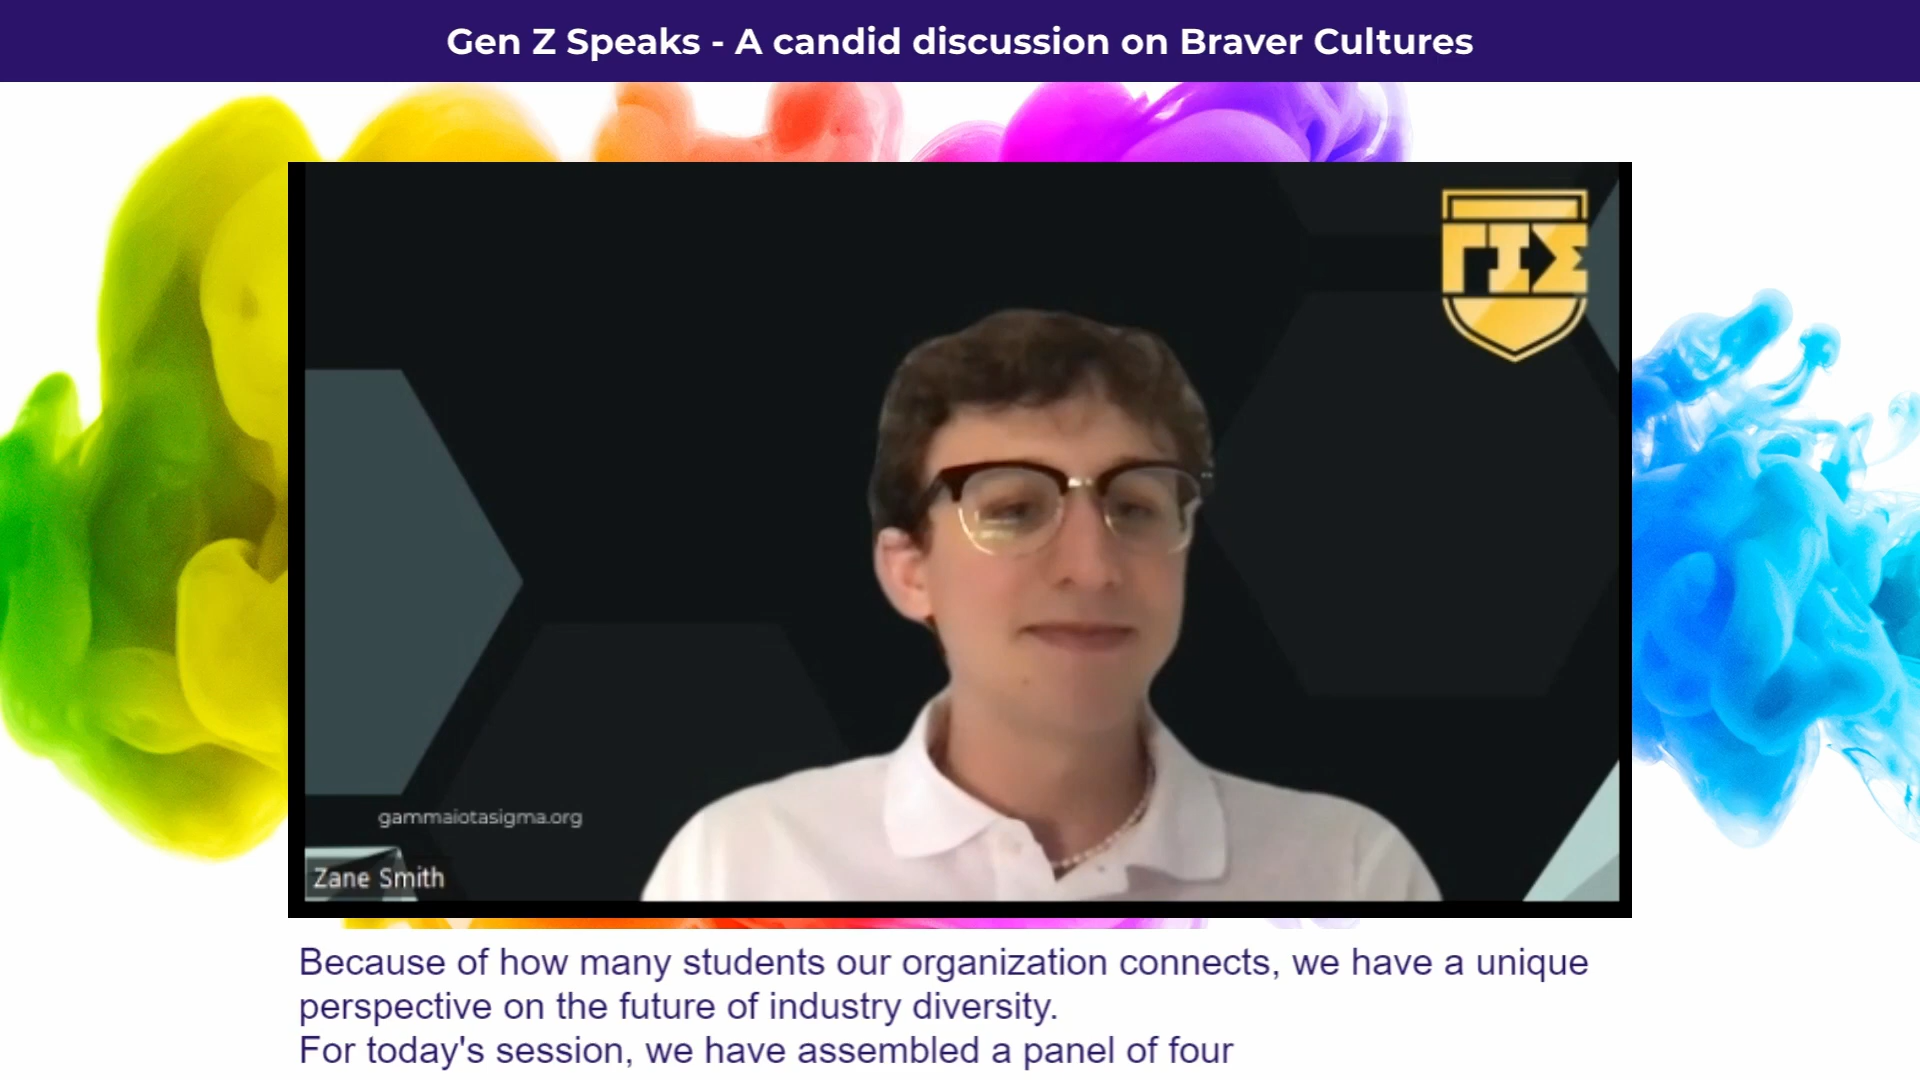 Gen Z Speaks - A candid discussion on Braver Cultures
ΓΙΣ
gammaiotasigma.org
Zane Smith
Because of how many students our organization connects, we have a unique
perspective on the future of industry diversity.
For today's session, we have assembled a panel of four